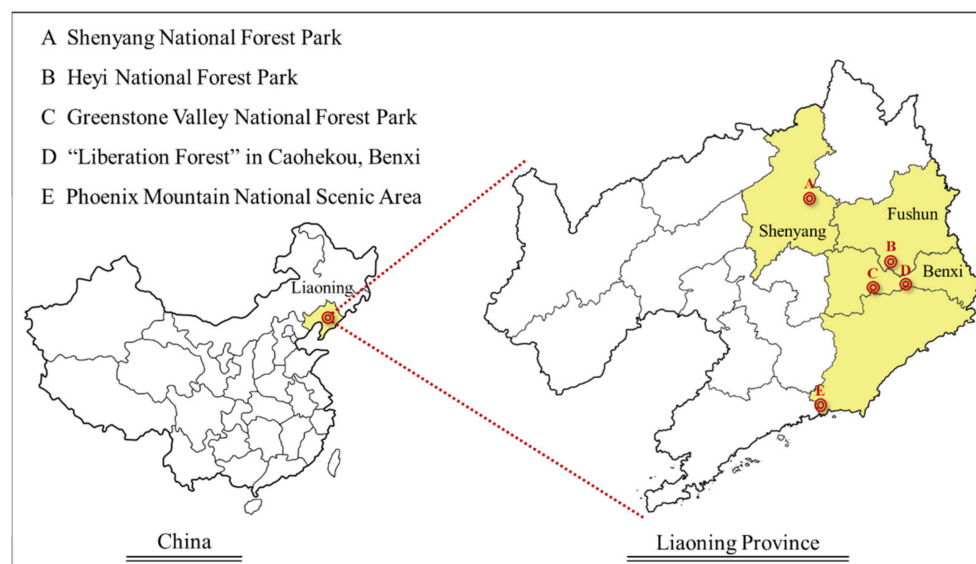 A Shenyang National Forest Park
B Heyi National Forest Park
C Greenstone Valley National Forest Park
D “Liberation Forest” in Caohekou, Benxi
E Phoenix Mountain National Scenic Area
Liaoning
China
A
Shenyang
Fushun
B
Benxi
C
D
E
Liaoning Province